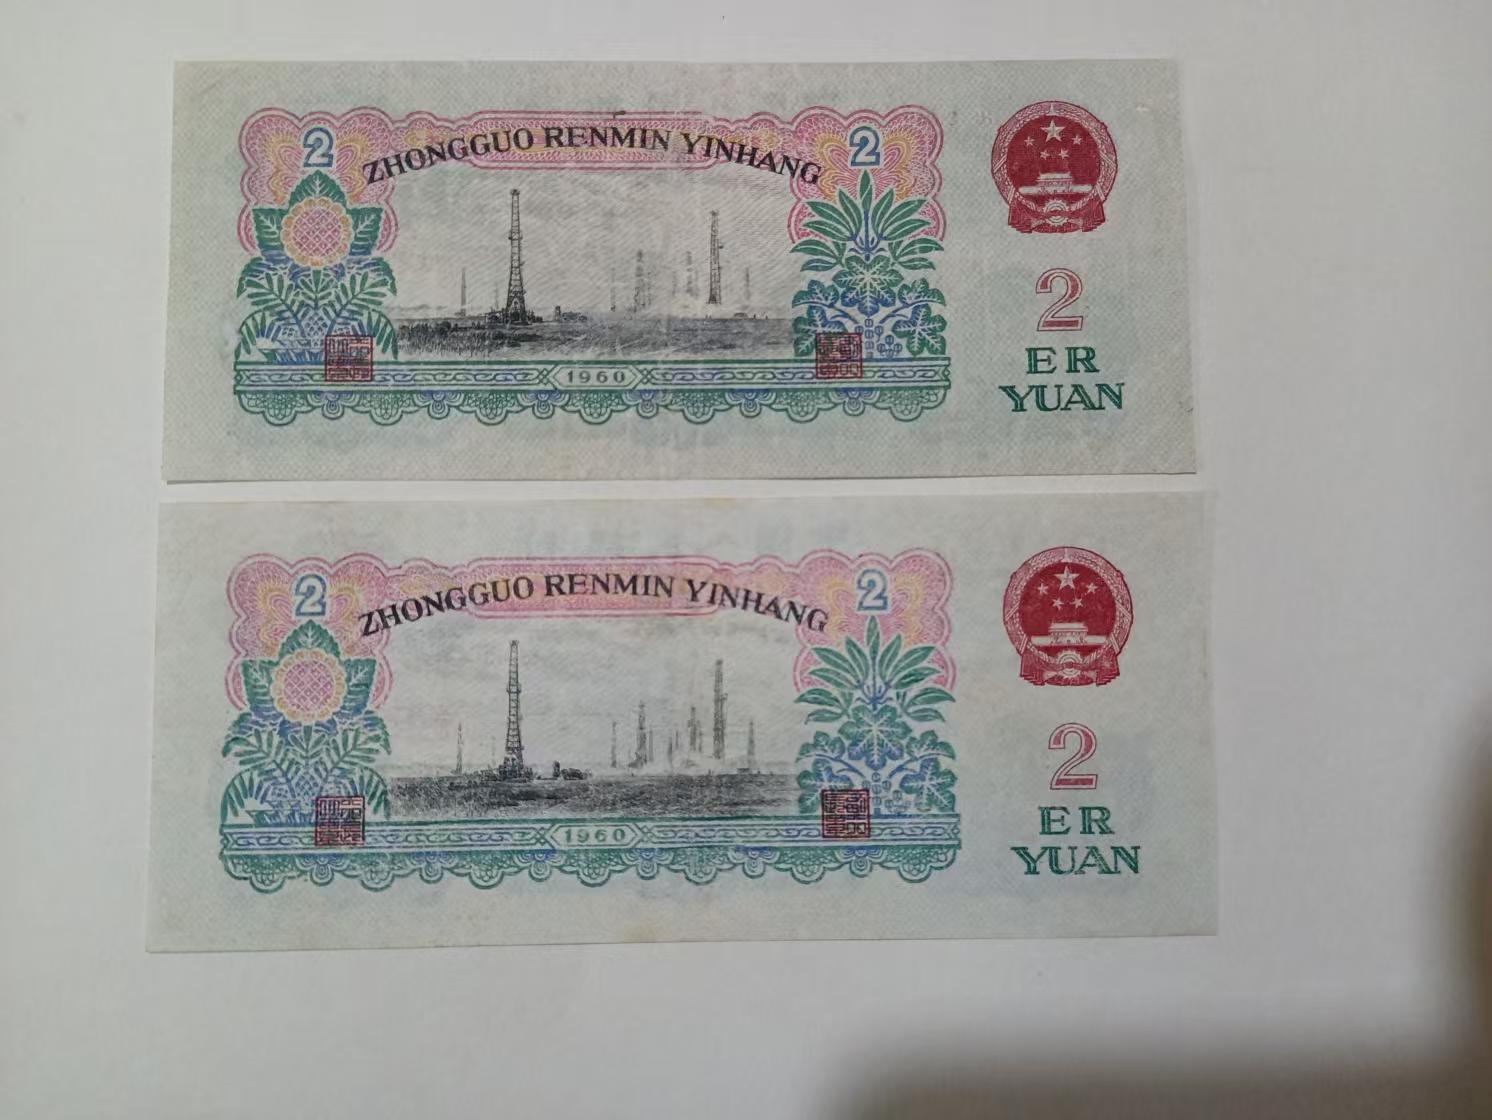 2 ZHONGGUO RENMIN YINHANG 2
2
ER
YUAN
1960
2 ZHONGGUO RENMIN YINHANG 2
2
ER
YUAN
1960